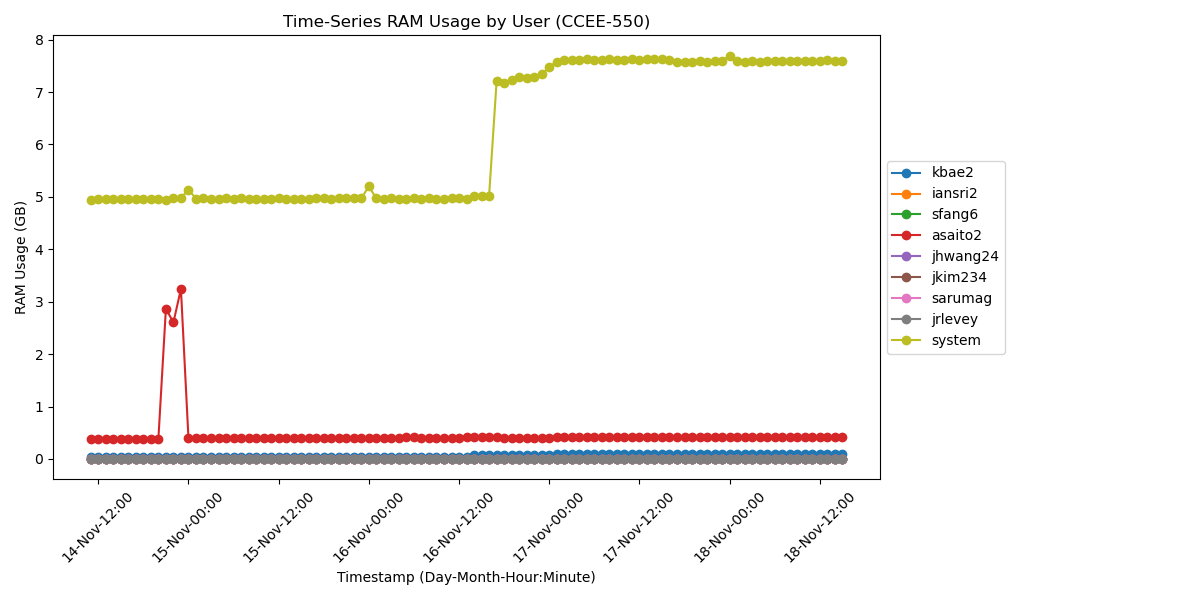 Time-Series RAM Usage by User (CCEE-550)
8
7
6
5
4
3
2
1
0
RAM Usage (GB)
14-Nov-12:00
15-Nov-00:00
15-Nov-12:00
16-Nov-00:00
16-Nov-12:00
17-Nov-00:00
17-Nov-12:00
18-Nov-00:00
18-Nov-12:00
Timestamp (Day-Month-Hour:Minute)
kbae2
iansri2
sfang6
asaito2
jhwang24
jkim234
sarumag
jrlevey
system